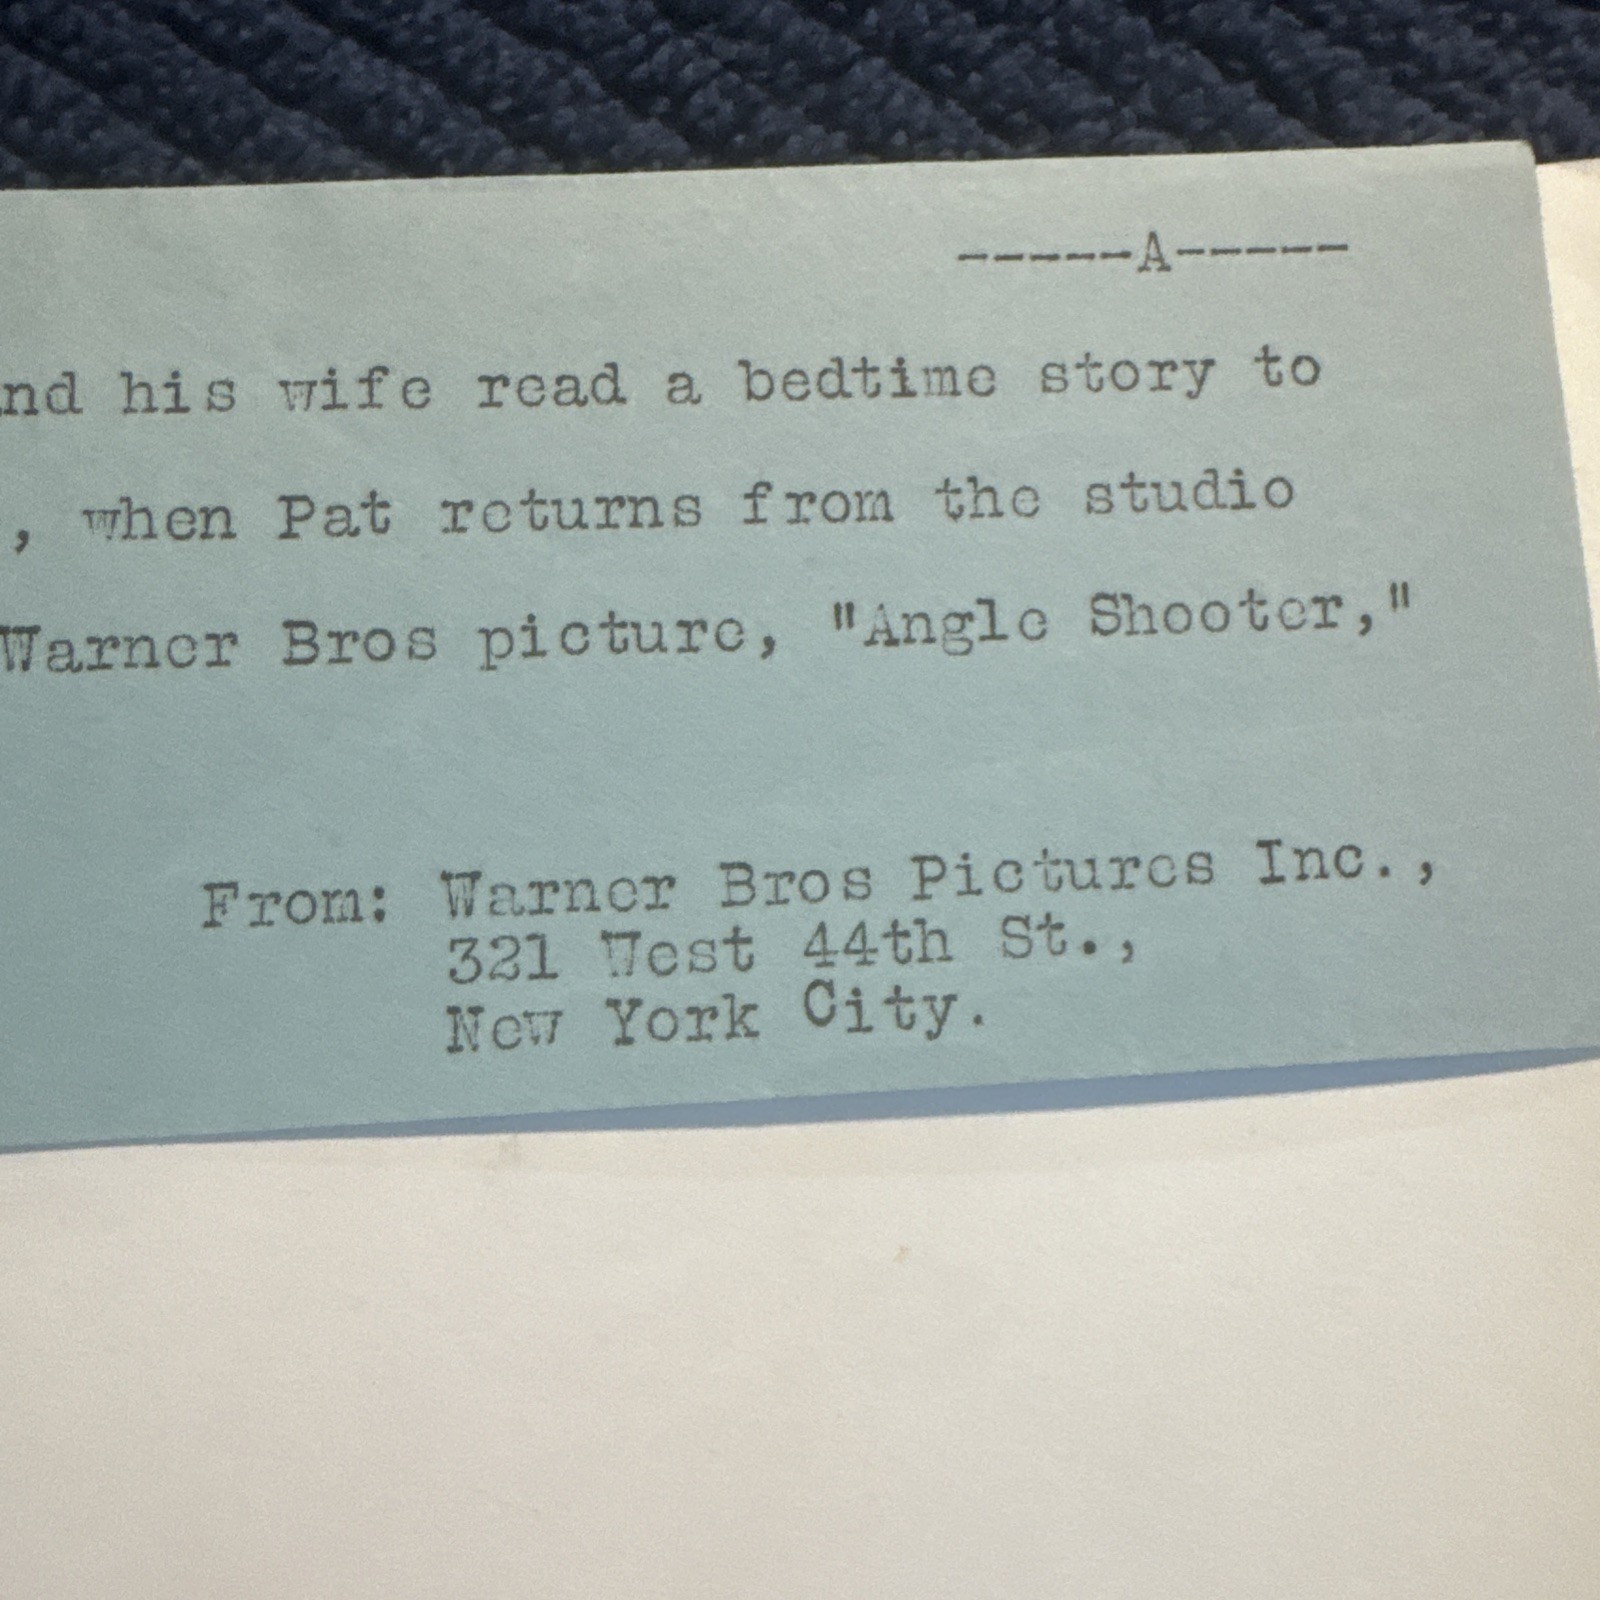 ------A------
nd his wife read a bedtime story to
, when Pat returns from the studio
Warner Bros picture, "Angle Shooter,"
From: Warner Bros Pictures Inc.,
321 West 44th St.,
New York City.